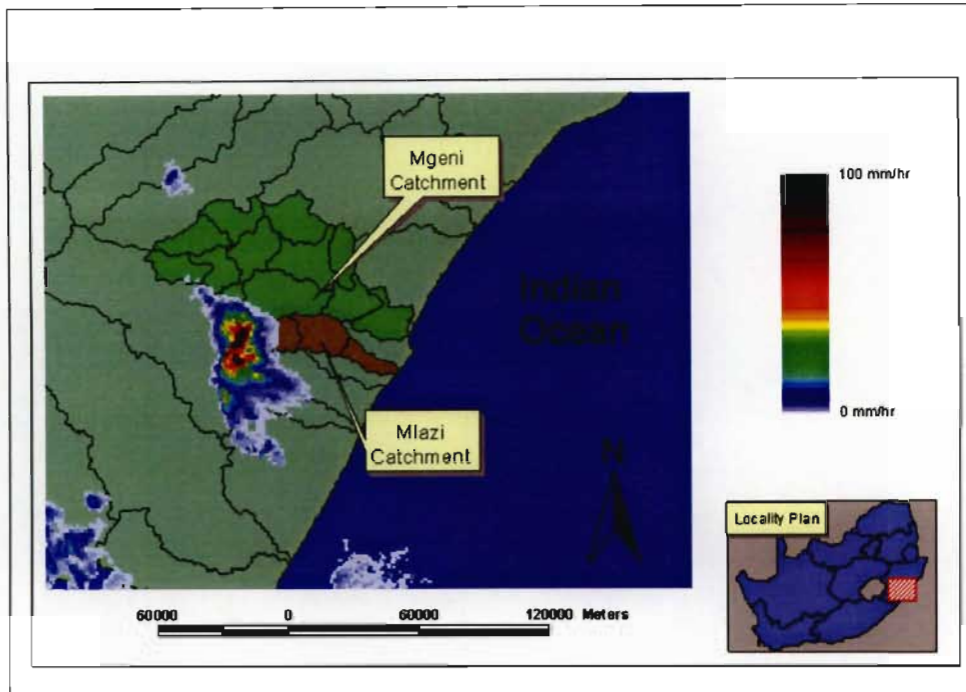 Mgeni
Catchment
100 mm/hr
Indian
Ocean
0 mm/hr
Mlazi
Catchment
N
Locality Plan
60000 0 60000 120000 Meters